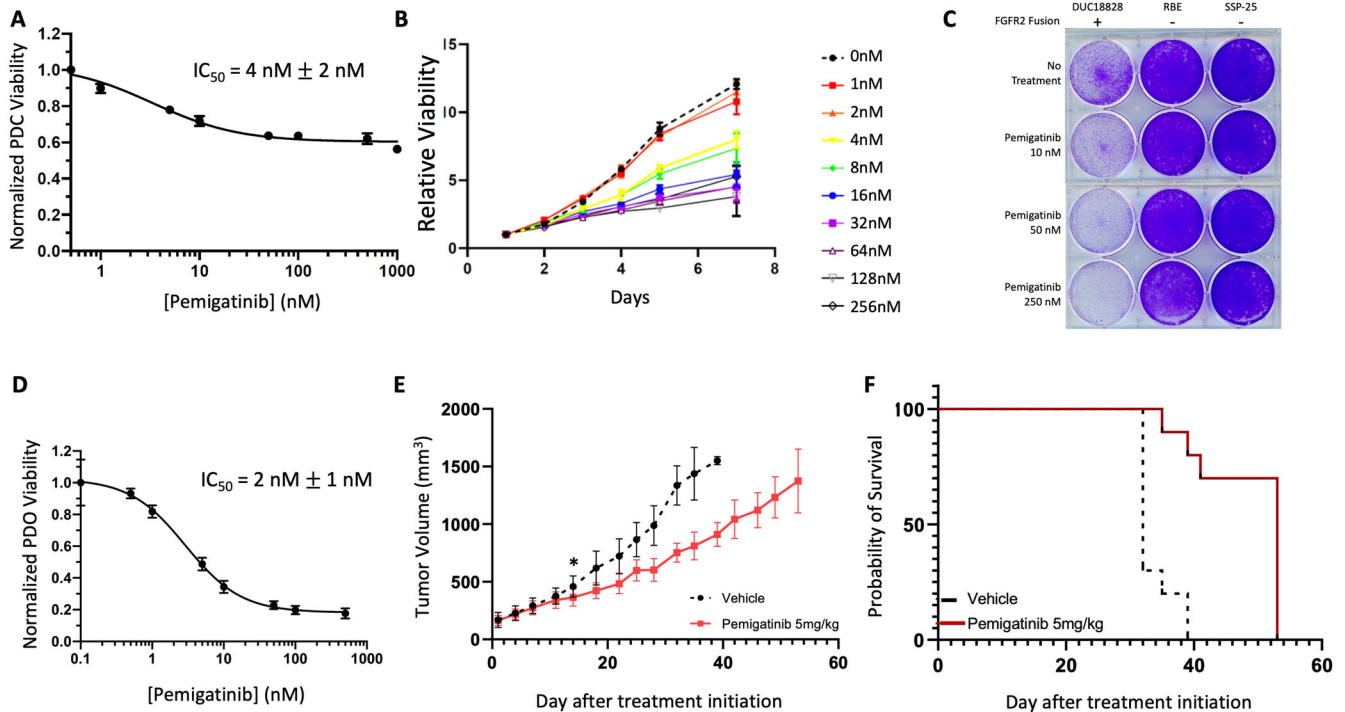 A
Normalized PDC Viability
1.2
1.0
0.8
0.6
0.4
0.2
0.0
IC50 = 4 nM ± 2 nM
1
10
100
1000
[Pemigatinib] (nM)
B
Relative Viability
15
10
5
0
0
2
4
6
8
Days
0nM
1nM
2nM
4nM
8nM
16nM
32nM
64nM
128nM
256nM
C
DUC18828 RBE SSP-25
FGFR2 Fusion + - -
No
Treatment
Pemigatinib
10 nM
Pemigatinib
50 nM
Pemigatinib
250 nM
D
Normalized PDO Viability
1.2
1.0
0.8
0.6
0.4
0.2
0.0
IC50 = 2 nM ± 1 nM
0.1
1
10
100
1000
[Pemigatinib] (nM)
E
Tumor Volume (mm3)
2000
1500
1000
500
0
*
Vehicle
Pemigatinib 5mg/kg
0
20
40
60
Day after treatment initiation
F
Probability of Survival
100
50
0
Vehicle
Pemigatinib 5mg/kg
0
20
40
60
Day after treatment initiation